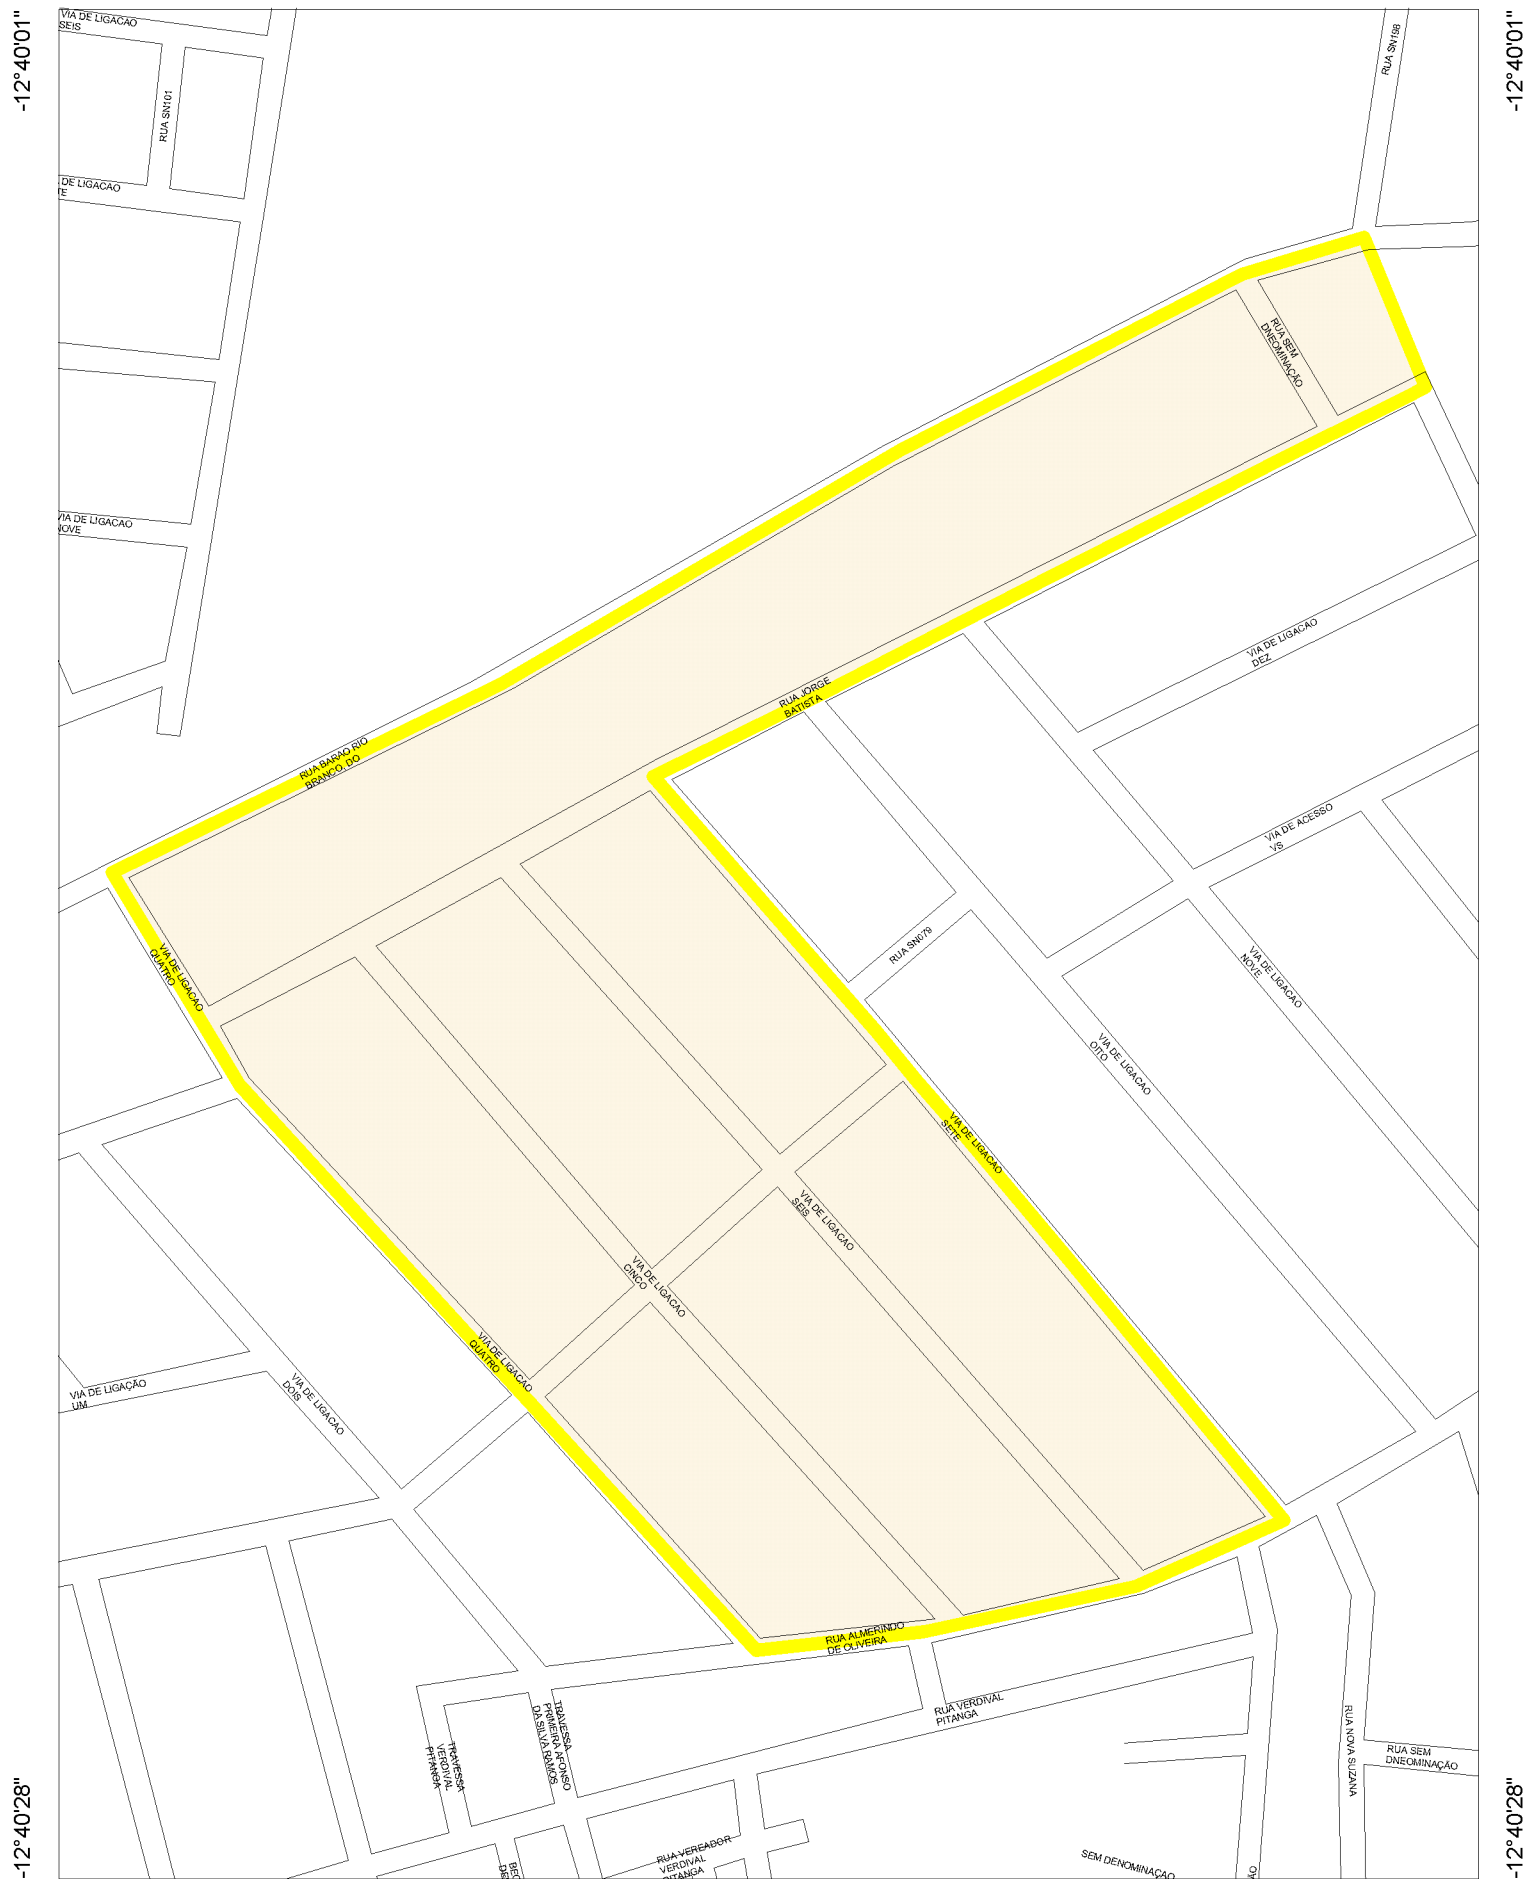 -12°40'01"
-12°40'01"
VIA DE LIGACAO
SEIS
RUA SN101
RUA SN198
DE LIGACAO
TE
RUA SEM
DNEOMINAÇÃO
VIA DE LIGACAO
NOVE
VIA DE LIGACAO
DEZ
RUA JORGE
BATISTA
RUA BARAO RIO
BRANCO, DO
VIA DE ACESSO
VS
RUA SN079
VIA DE LIGACAO
QUATRO
VIA DE LIGACAO
NOVE
VIA DE LIGACAO
OITO
VIA DE LIGACAO
SETE
VIA DE LIGACAO
SEIS
VIA DE LIGACAO
CINCO
VIA DE LIGACAO
QUATRO
VIA DE LIGAÇÃO
UM
VIA DE LIGACAO
DOIS
RUA ALMERINDO
DE OLIVEIRA
RUA VERDIVAL
PITANGA
TRAVESSA
PRIMEIRA AFONSO
DA SILVA RAMOS
TRAVESSA
VERDIVAL
PITANGA
RUA NOVA SUZANA
RUA SEM
DNEOMINAÇÃO
RUA VEREADOR
VERDIVAL
PITANGA
SEM DENOMINAÇAO
ÃO
-12°40'28"
-12°40'28"